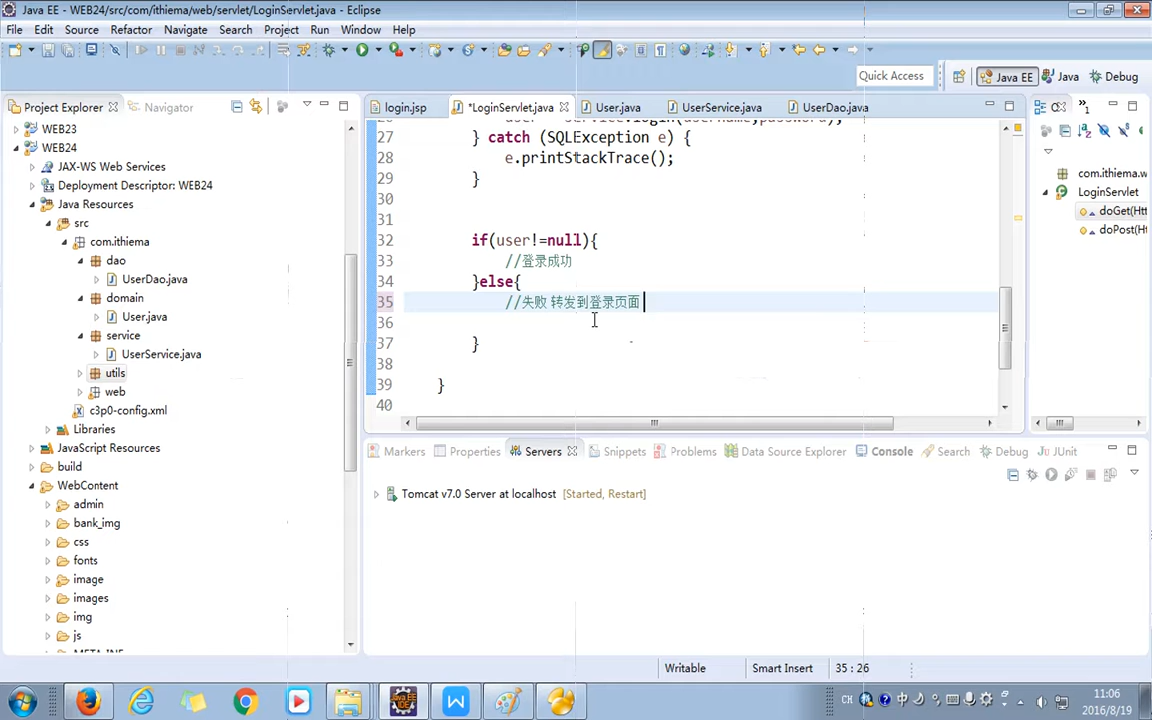 Java EE - WEB24/src/com/ithiema/web/servlet/LoginServlet.java - Eclipse
File Edit Source Refactor Navigate Search Project Run Window Help
Quick Access
Java EE
Java
Debug
Project Explorer
Navigator
WEB23
WEB24
JAX-WS Web Services
Deployment Descriptor: WEB24
Java Resources
src
com.ithiema
dao
UserDao.java
domain
User.java
service
UserService.java
utils
web
c3p0-config.xml
Libraries
JavaScript Resources
build
WebContent
admin
bank_img
css
fonts
image
images
img
js
login.jsp
*LoginServlet.java
User.java
UserService.java
UserDao.java
27 } catch (SQLException e) {
28 e.printStackTrace();
29 }
30
31
32 if(user!=null){
33 //登录成功
34 }else{
35 //失败 转发到登录页面
36
37 }
38
39 }
40
com.ithiema.w
LoginServlet
doGet(Htt
doPost(Htt
Markers
Properties
Servers
Snippets
Problems
Data Source Explorer
Console
Search
Debug
JUnit
Tomcat v7.0 Server at localhost [Started, Restart]
Writable
Smart Insert
35 : 26
CH
中
11:06
2016/8/19